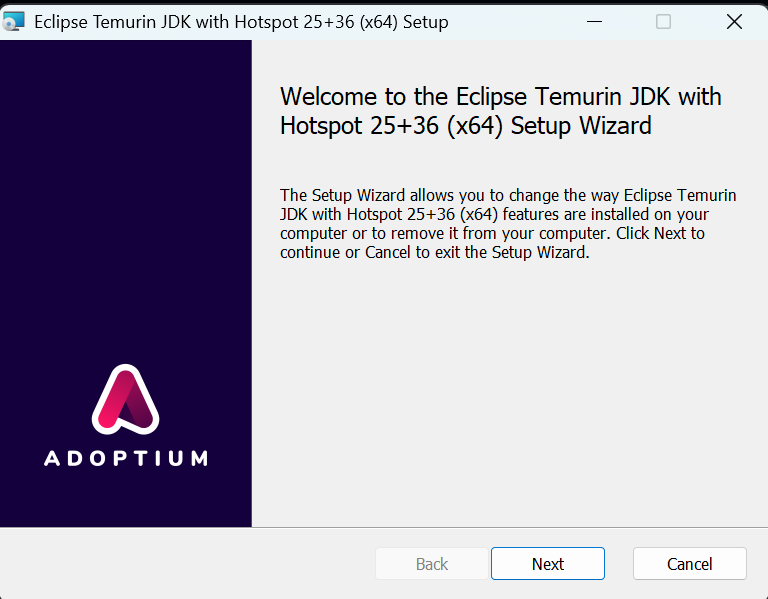 Eclipse Temurin JDK with Hotspot 25+36 (x64) Setup
Welcome to the Eclipse Temurin JDK with
Hotspot 25+36 (x64) Setup Wizard
The Setup Wizard allows you to change the way Eclipse Temurin
JDK with Hotspot 25+36 (x64) features are installed on your
computer or to remove it from your computer. Click Next to
continue or Cancel to exit the Setup Wizard.
ADOPTIUM
Back
Next
Cancel